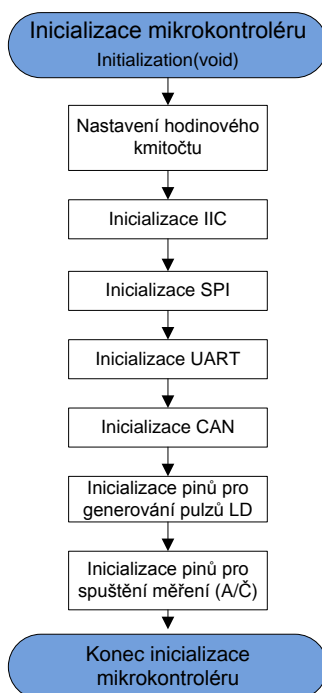 Inicializace mikrokontroléru
Initialization(void)
Nastavení hodinového
kmitočtu
Inicializace IIC
Inicializace SPI
Inicializace UART
Inicializace CAN
Inicializace pinů pro
generování pulzů LD
Inicializace pinů pro
spuštění měření (A/Č)
Konec inicializace
mikrokontroléru